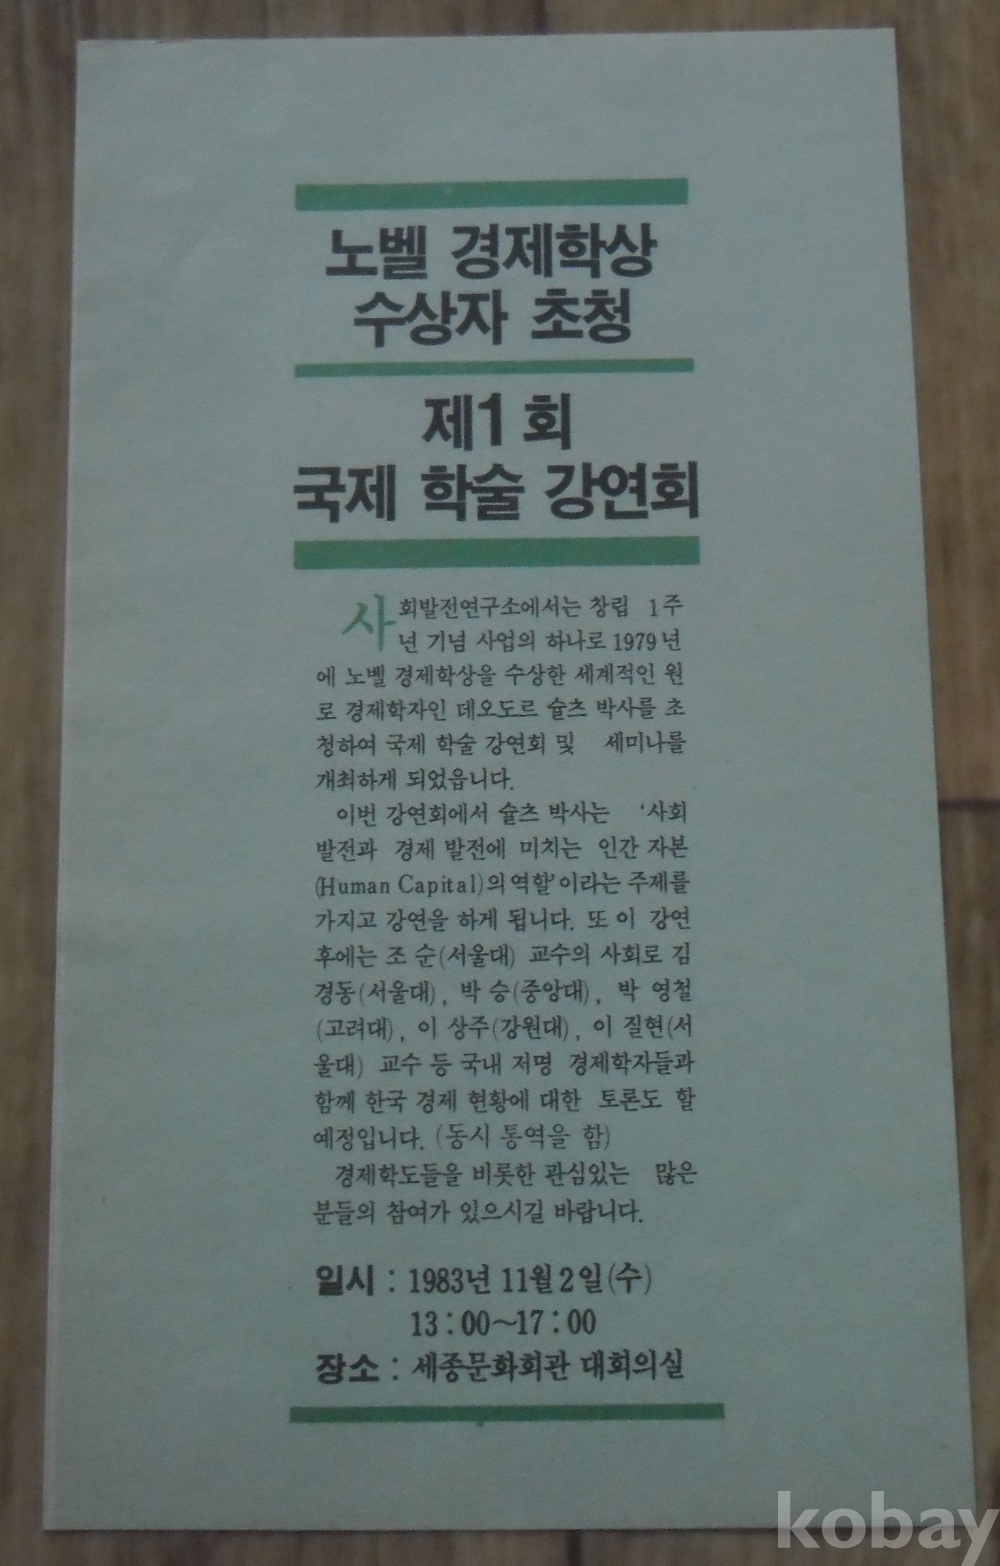 노벨 경제학상
수상자 초청
제1회
국제 학술 강연회
사회발전연구소에서는 창립 1주
년 기념 사업의 하나로 1979년
에 노벨 경제학상을 수상한 세계적인 원
로 경제학자인 데오도르 슐츠 박사를 초
청하여 국제 학술 강연회 및 세미나를
개최하게 되었읍니다.
이번 강연회에서 슐츠 박사는 '사회
발전과 경제 발전에 미치는 인간 자본
(Human Capital)의 역할'이라는 주제를
가지고 강연을 하게 됩니다. 또 이 강연
후에는 조 순(서울대) 교수의 사회로 김
경동(서울대), 박 승(중앙대), 박 영철
(고려대), 이 상주(강원대), 이 질현(서
울대) 교수 등 국내 저명 경제학자들과
함께 한국 경제 현황에 대한 토론도 할
예정입니다. (동시 통역을 함)
경제학도들을 비롯한 관심있는 많은
분들의 참여가 있으시길 바랍니다.
일시 : 1983년 11월 2일(수)
13:00~17:00
장소 : 세종문화회관 대회의실
kobay